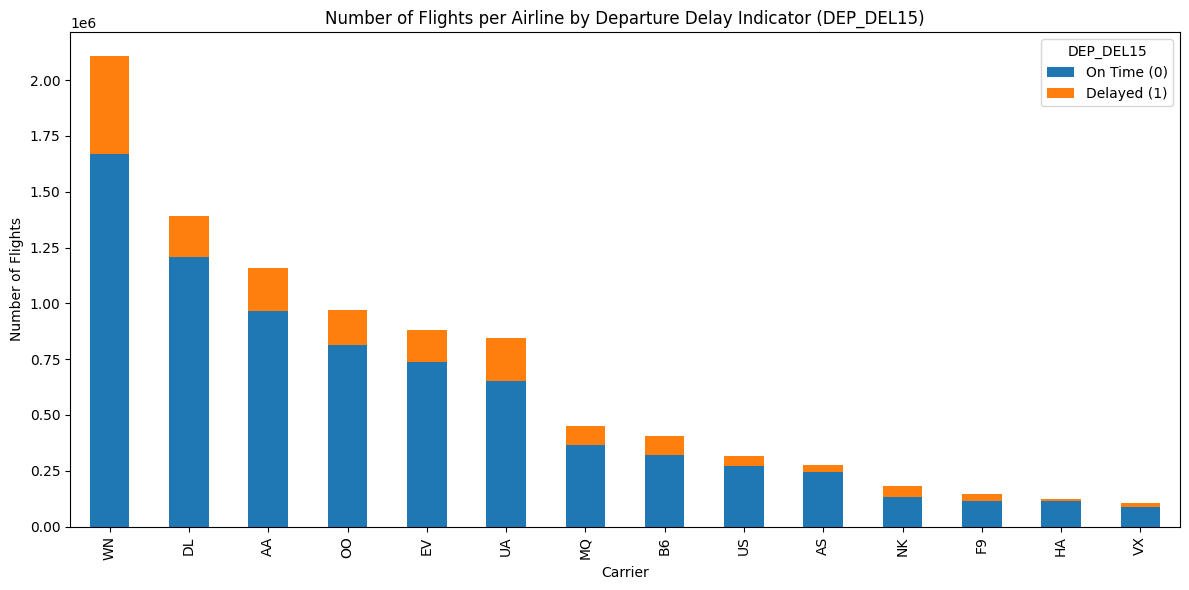 Number of Flights per Airline by Departure Delay Indicator (DEP_DEL15)
1e6
DEP_DEL15
On Time (0)
Delayed (1)
Number of Flights
2.00
1.75
1.50
1.25
1.00
0.75
0.50
0.25
0.00
WN DL AA OO EV UA MQ B6 US AS NK F9 HA VX
Carrier